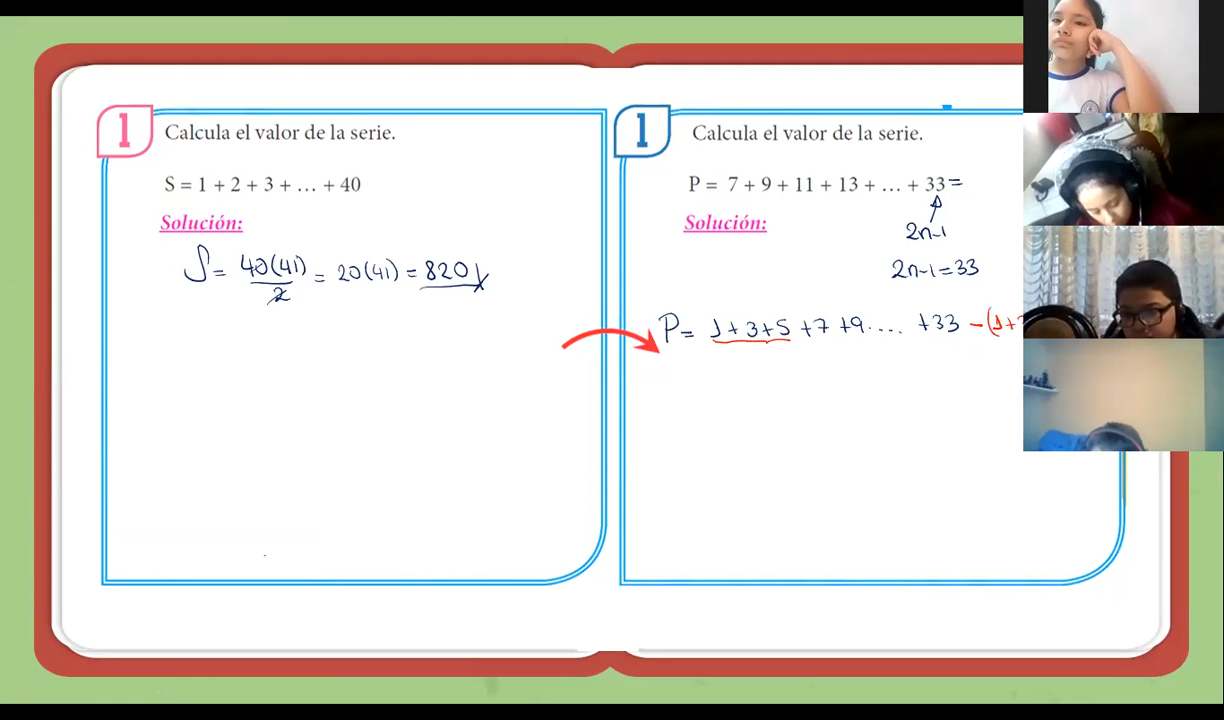 1
Calcula el valor de la serie.
S = 1 + 2 + 3 + ... + 40
Solución:
S = 40(41)/2 = 20(41) = 820
1
Calcula el valor de la serie.
P = 7 + 9 + 11 + 13 + ... + 33 =
Solución:
2n-1
2n-1=33
P= 1+3+5+7+9.... +33 -(1+